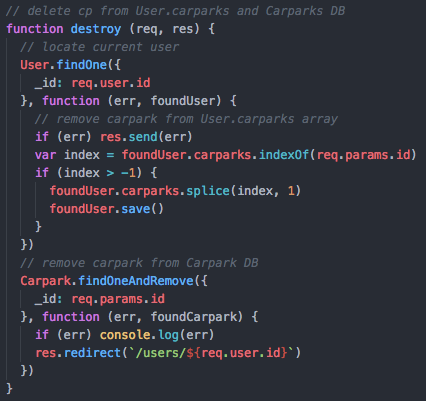 // delete cp from User.carparks and Carparks DB
function destroy (req, res) {
  // locate current user
  User.findOne({
    _id: req.user.id
  }, function (err, foundUser) {
    // remove carpark from User.carparks array
    if (err) res.send(err)
    var index = foundUser.carparks.indexOf(req.params.id)
    if (index > -1) {
      foundUser.carparks.splice(index, 1)
      foundUser.save()
    }
  })
  // remove carpark from Carpark DB
  Carpark.findOneAndRemove({
    _id: req.params.id
  }, function (err, foundCarpark) {
    if (err) console.log(err)
    res.redirect(`/users/${req.user.id}`)
  })
}